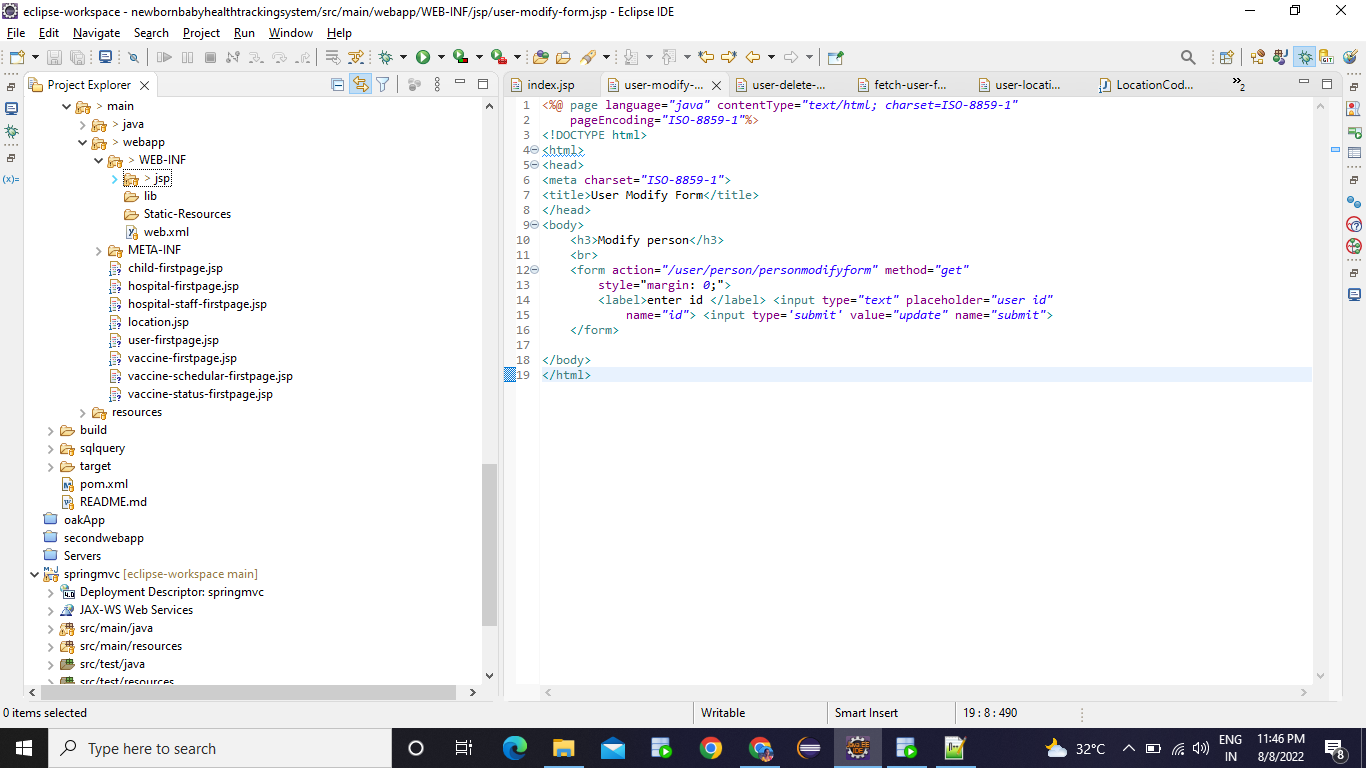 eclipse-workspace - newbornbabyhealthtrackingsystem/src/main/webapp/WEB-INF/jsp/user-modify-form.jsp - Eclipse IDE
File Edit Navigate Search Project Run Window Help
Project Explorer
index.jsp user-modify-... user-delete-... fetch-user-f... user-locati... LocationCod... »2
> main
> java
> webapp
> WEB-INF
> jsp
lib
Static-Resources
web.xml
META-INF
child-firstpage.jsp
hospital-firstpage.jsp
hospital-staff-firstpage.jsp
location.jsp
user-firstpage.jsp
vaccine-firstpage.jsp
vaccine-schedular-firstpage.jsp
vaccine-status-firstpage.jsp
resources
build
sqlquery
target
pom.xml
README.md
oakApp
secondwebapp
Servers
springmvc [eclipse-workspace main]
Deployment Descriptor: springmvc
JAX-WS Web Services
src/main/java
src/main/resources
src/test/java
src/test/resources
1 <%@ page language="java" contentType="text/html; charset=ISO-8859-1"
2 pageEncoding="ISO-8859-1"%>
3 <!DOCTYPE html>
4 <html>
5 <head>
6 <meta charset="ISO-8859-1">
7 <title>User Modify Form</title>
8 </head>
9 <body>
10 <h3>Modify person</h3>
11 <br>
12 <form action="/user/person/personmodifyform" method="get"
13 style="margin: 0;">
14 <label>enter id </label> <input type="text" placeholder="user id"
15 name="id"> <input type='submit' value="update" name="submit">
16 </form>
17
18 </body>
19 </html>
0 items selected
Writable
Smart Insert
19 : 8 : 490
Type here to search
32°C
ENG
IN
11:46 PM
8/8/2022
8